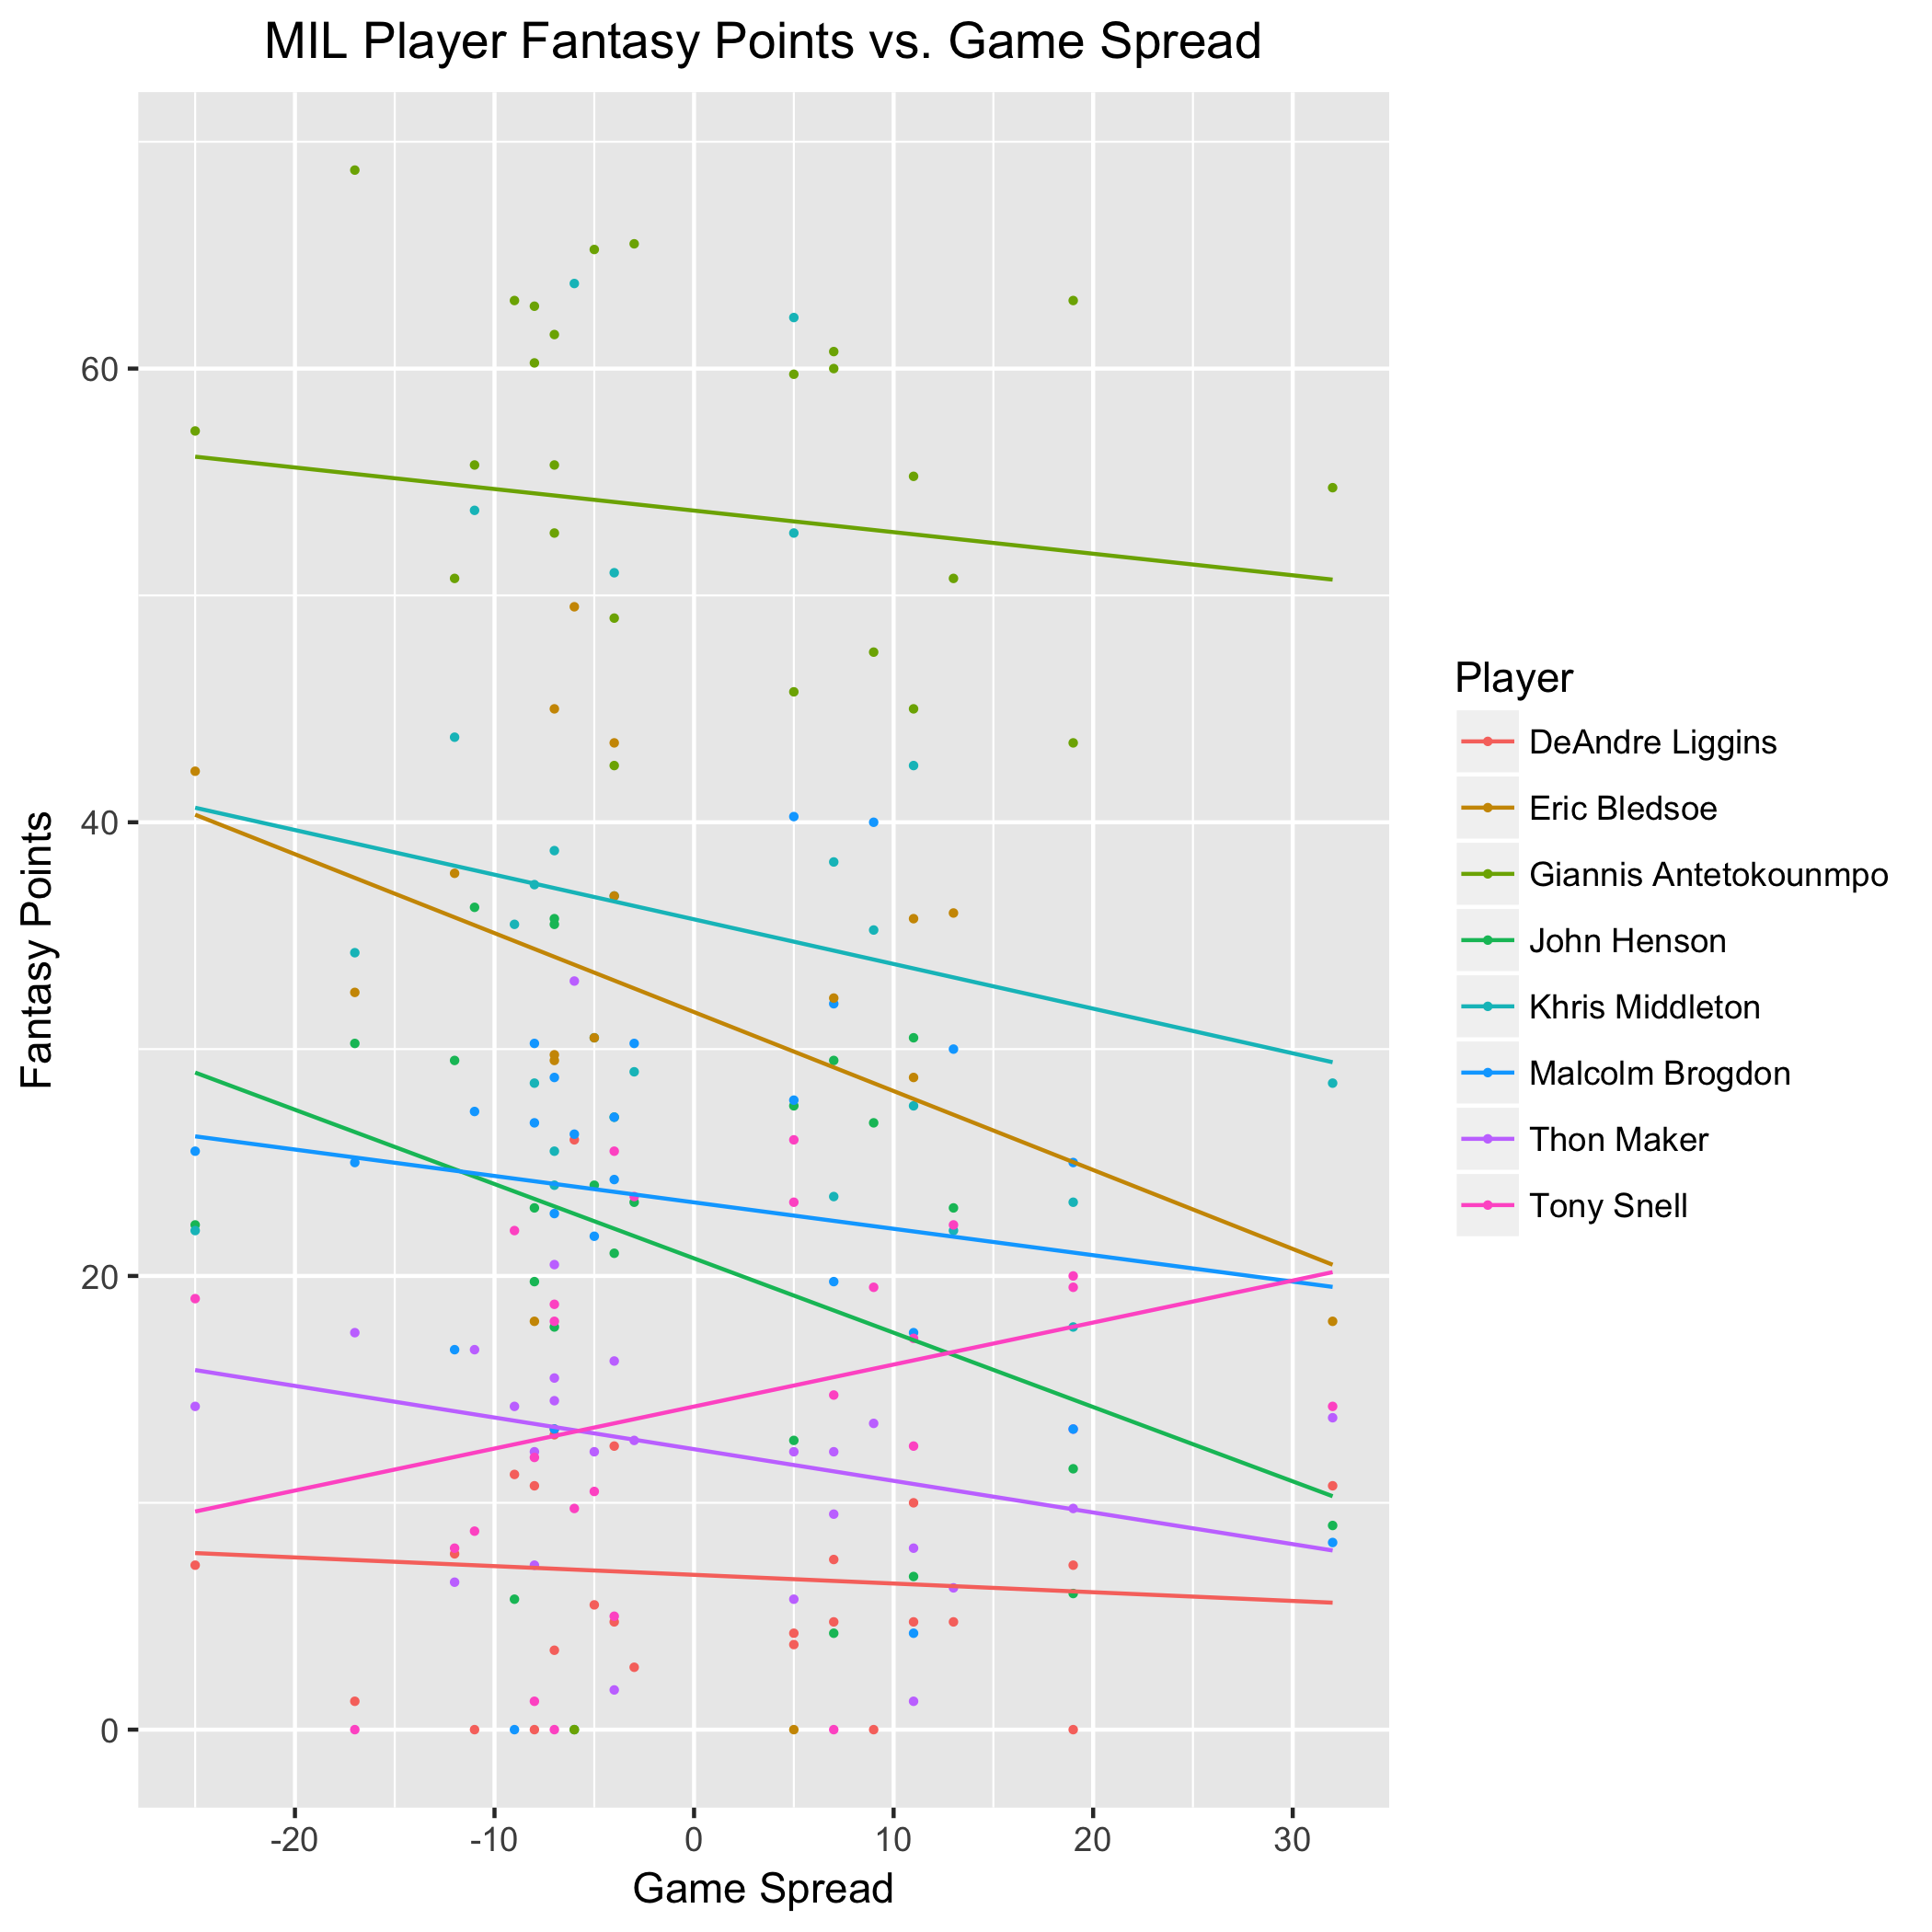 MIL Player Fantasy Points vs. Game Spread
Fantasy Points
60
40
20
0
-20
-10
0
10
20
30
Game Spread
Player
DeAndre Liggins
Eric Bledsoe
Giannis Antetokounmpo
John Henson
Khris Middleton
Malcolm Brogdon
Thon Maker
Tony Snell